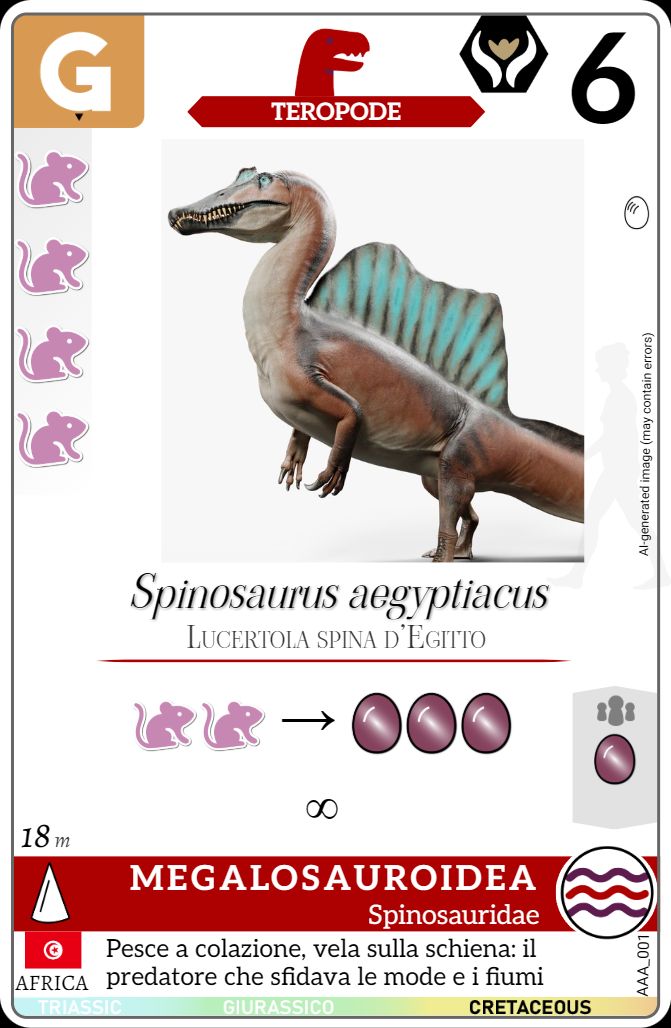 G
TEROPODE
6
AI-generated image (may contain errors)
Spinosaurus aegyptiacus
Lucertola spina d'Egitto
→
∞
18 m
MEGALOSAUROIDEA
Spinosauridae
AFRICA
Pesce a colazione, vela sulla schiena: il
predatore che sfidava le mode e i fiumi
AAA_001
TRIASSIC
GIURASSICO
CRETACEOUS